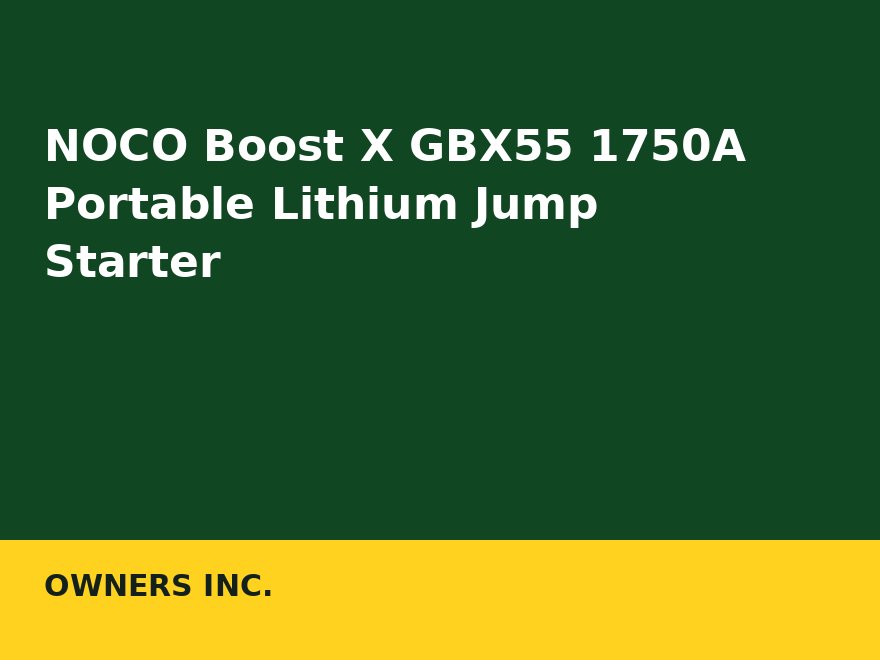 NOCO Boost X GBX55 1750A
Portable Lithium Jump
Starter
OWNERS INC.